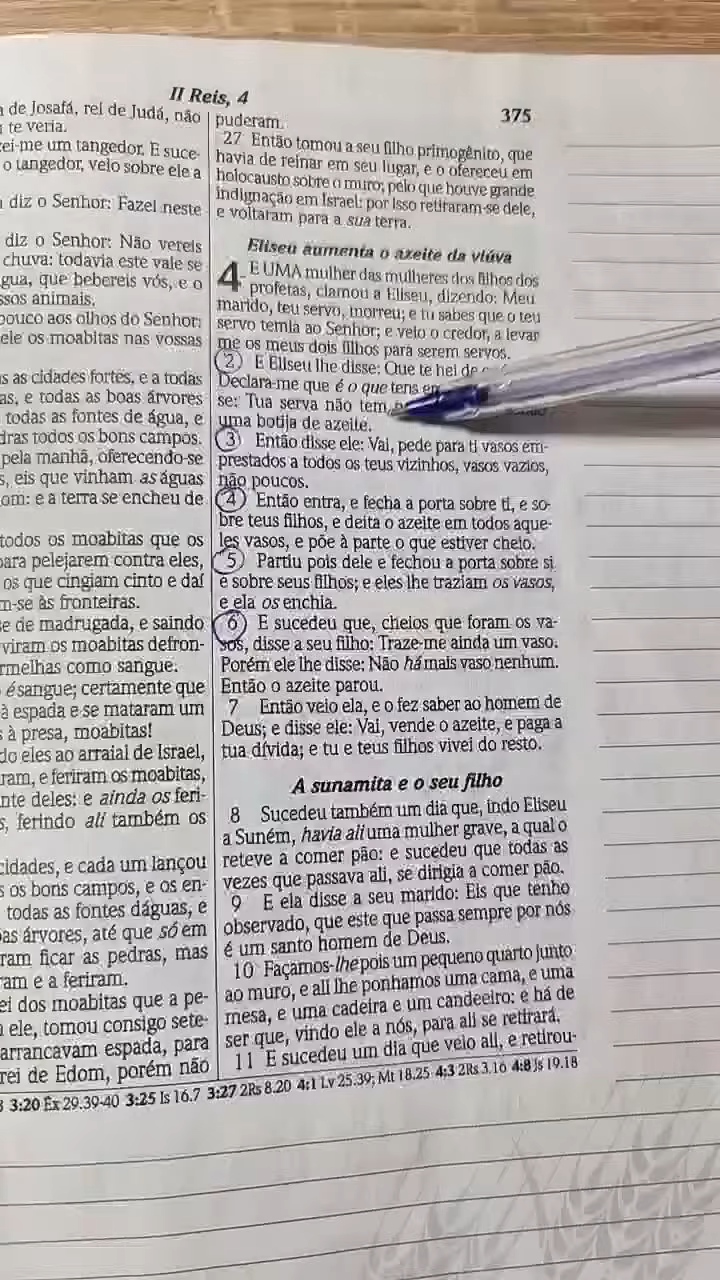 II Reis, 4
375
de Josafá, rei de Judá, não
te veria.
ei-me um tangedor. E suce-
o tangedor, veio sobre ele a
diz o Senhor: Fazei neste
diz o Senhor: Não vereis
chuva: todavia este vale se
gua, que bebereis vós, e o
ssos animais.
pouco aos olhos do Senhor:
ele os moabitas nas vossas
as cidades fortes, e a todas
as, e todas as boas árvores
todas as fontes de água, e
dras todos os bons campos.
pela manhã, oferecendo-se
s, eis que vinham as águas
om: e a terra se encheu de
todos os moabitas que os
para pelejarem contra eles,
os que cingiam cinto e daí
m-se às fronteiras.
se de madrugada, e saindo
viram os moabitas defron-
rmelhas como sangue.
é sangue; certamente que
à espada e se mataram um
à presa, moabitas!
do eles ao arraial de Israel,
ram, e feriram os moabitas,
nte deles: e ainda os feri-
s, ferindo ali também os
cidades, e cada um lançou
s os bons campos, e os en-
todas as fontes dáguas, e
oas árvores, até que só em
ram ficar as pedras, mas
ram e a feriram.
ei dos moabitas que a pe-
ele, tomou consigo sete-
arrancavam espada, para
rei de Edom, porém não
puderam.
27 Então tomou a seu filho primogênito, que
havia de reinar em seu lugar, e o ofereceu em
holocausto sobre o muro; pelo que houve grande
indignação em Israel: por isso retiraram-se dele,
e voltaram para a sua terra.
Eliseu aumenta o azeite da viúva
4 E UMA mulher das mulheres dos filhos dos
profetas, clamou a Eliseu, dizendo: Meu
marido, teu servo, morreu; e tu sabes que o teu
servo temia ao Senhor; e veio o credor, a levar
me os meus dois filhos para serem servos.
2 E Eliseu lhe disse: Que te hei de
Declara-me que é o que tens em
se: Tua serva não tem
uma botija de azeite.
3 Então disse ele: Vai, pede para ti vasos em-
prestados a todos os teus vizinhos, vasos vazios,
não poucos.
4 Então entra, e fecha a porta sobre ti, e so-
bre teus filhos, e deita o azeite em todos aque-
les vasos, e põe à parte o que estiver cheio.
5 Partiu pois dele e fechou a porta sobre si
e sobre seus filhos; e eles lhe traziam os vasos,
e ela os enchia.
6 E sucedeu que, cheios que foram os va-
sos, disse a seu filho: Traze-me ainda um vaso.
Porém ele lhe disse: Não há mais vaso nenhum.
Então o azeite parou.
7 Então veio ela, e o fez saber ao homem de
Deus; e disse ele: Vai, vende o azeite, e paga a
tua dívida; e tu e teus filhos vivei do resto.
A sunamita e o seu filho
8 Sucedeu também um dia que, indo Eliseu
a Suném, havia ali uma mulher grave, a qual o
reteve a comer pão: e sucedeu que todas as
vezes que passava ali, se dirigia a comer pão.
9 E ela disse a seu marido: Eis que tenho
observado, que este que passa sempre por nós
é um santo homem de Deus.
10 Façamos-lhe pois um pequeno quarto junto
ao muro, e ali lhe ponhamos uma cama, e uma
mesa, e uma cadeira e um candeeiro: e há de
ser que, vindo ele a nós, para ali se retirará.
11 E sucedeu um dia que veio ali, e retirou-
3:20 Êx 29.39-40 3:25 Is 16.7 3:27 2Rs 8.20 4:1 Lv 25.39; Mt 18.25 4:3 2Rs 3.16 4:8 Js 19.18